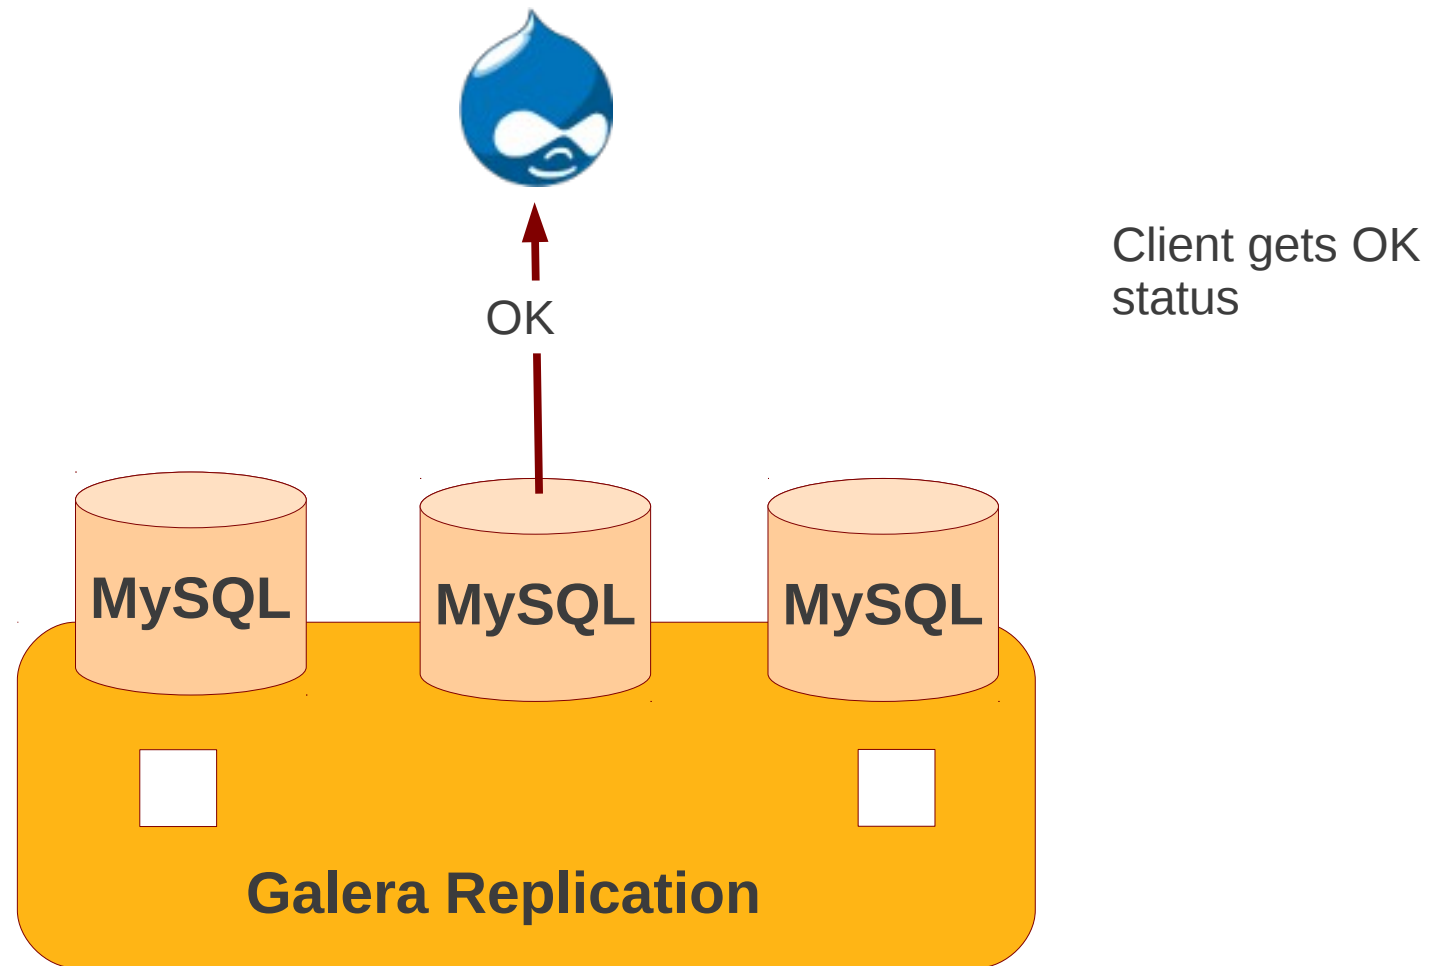 Client gets OK
status
OK
MySQL
MySQL
MySQL
Galera Replication